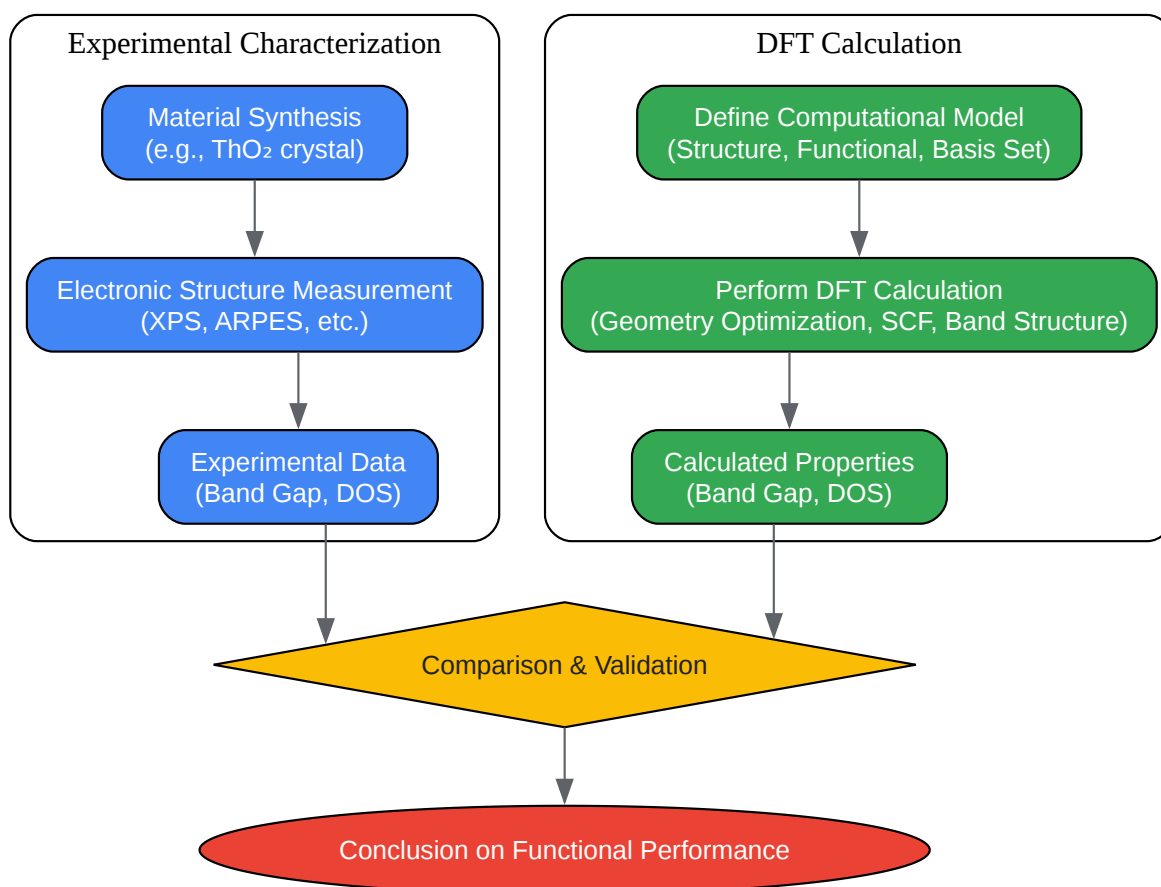 Experimental Characterization
Material Synthesis
(e.g., ThO₂ crystal)
Electronic Structure Measurement
(XPS, ARPES, etc.)
Experimental Data
(Band Gap, DOS)
DFT Calculation
Define Computational Model
(Structure, Functional, Basis Set)
Perform DFT Calculation
(Geometry Optimization, SCF, Band Structure)
Calculated Properties
(Band Gap, DOS)
Comparison & Validation
Conclusion on Functional Performance